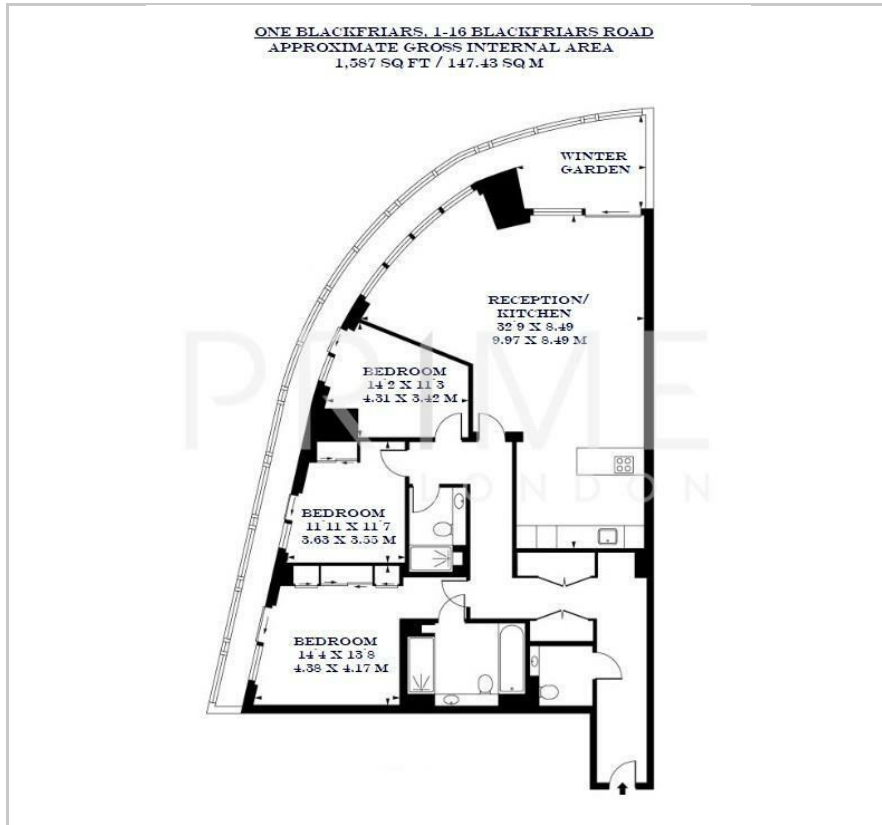 ONE BLACKFRIARS, 1-16 BLACKFRIARS ROAD
APPROXIMATE GROSS INTERNAL AREA
1,587 SQ FT / 147.43 SQ M
WINTER
GARDEN
RECEPTION/
KITCHEN
32'9 X 8.49
9.97 X 8.49 M
BEDROOM
14'2 X 11'3
4.31 X 3.42 M
PRIME
LONDON
BEDROOM
11'11 X 11'7
3.63 X 3.55 M
BEDROOM
14'4 X 13'8
4.38 X 4.17 M